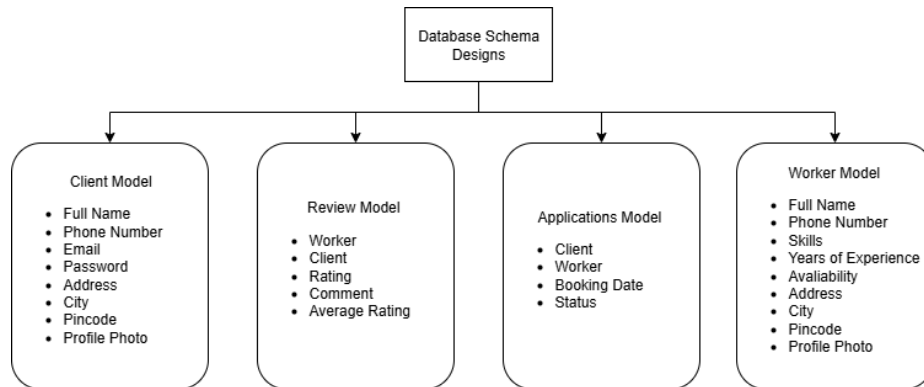 Database Schema
Designs
Client Model
Full Name
Phone Number
Email
Password
Address
City
Pincode
Profile Photo
Review Model
Worker
Client
Rating
Comment
Average Rating
Applications Model
Client
Worker
Booking Date
Status
Worker Model
Full Name
Phone Number
Skills
Years of Experience
Avaliability
Address
City
Pincode
Profile Photo